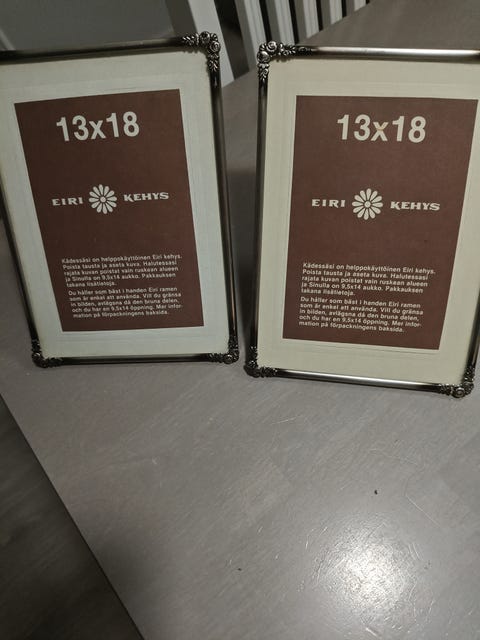 13x18
EIRI KEHYS
Kädessäsi on helppokäyttöinen Eiri kehys.
Poista tausta ja aseta kuva. Halutessasi
rajata kuvan poistat vain ruskean alueen
ja Sinulla on 9,5x14 aukko. Pakkauksen
takana lisätietoja.
Du håller som bäst i handen Eiri ramen
som är enkel att använda. Vill du gränsa
in bilden, avlägsna då den bruna delen,
och du har en 9,5x14 öppning. Mer infor-
mation på förpackningens baksida.
13x18
EIRI KEHYS
Kädessäsi on helppokäyttöinen Eiri kehys.
Poista tausta ja aseta kuva. Halutessasi
rajata kuvan poistat vain ruskean alueen
ja Sinulla on 9,5x14 aukko. Pakkauksen
takana lisätietoja.
Du håller som bäst i handen Eiri ramen
som är enkel att använda. Vill du gränsa
in bilden, avlägsna då den bruna delen,
och du har en 9,5x14 öppning. Mer infor-
mation på förpackningens baksida.